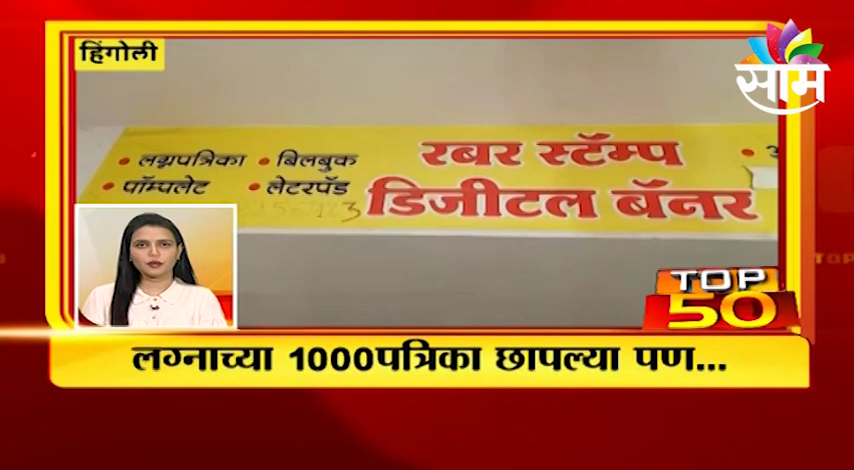 हिंगोली
साम
• लग्नपत्रिका • बिलबुक
• पॉम्पलेट • लेटरपॅड
रबर स्टॅम्प
डिजीटल बॅनर
TOP
50
लग्नाच्या 1000पत्रिका छापल्या पण...